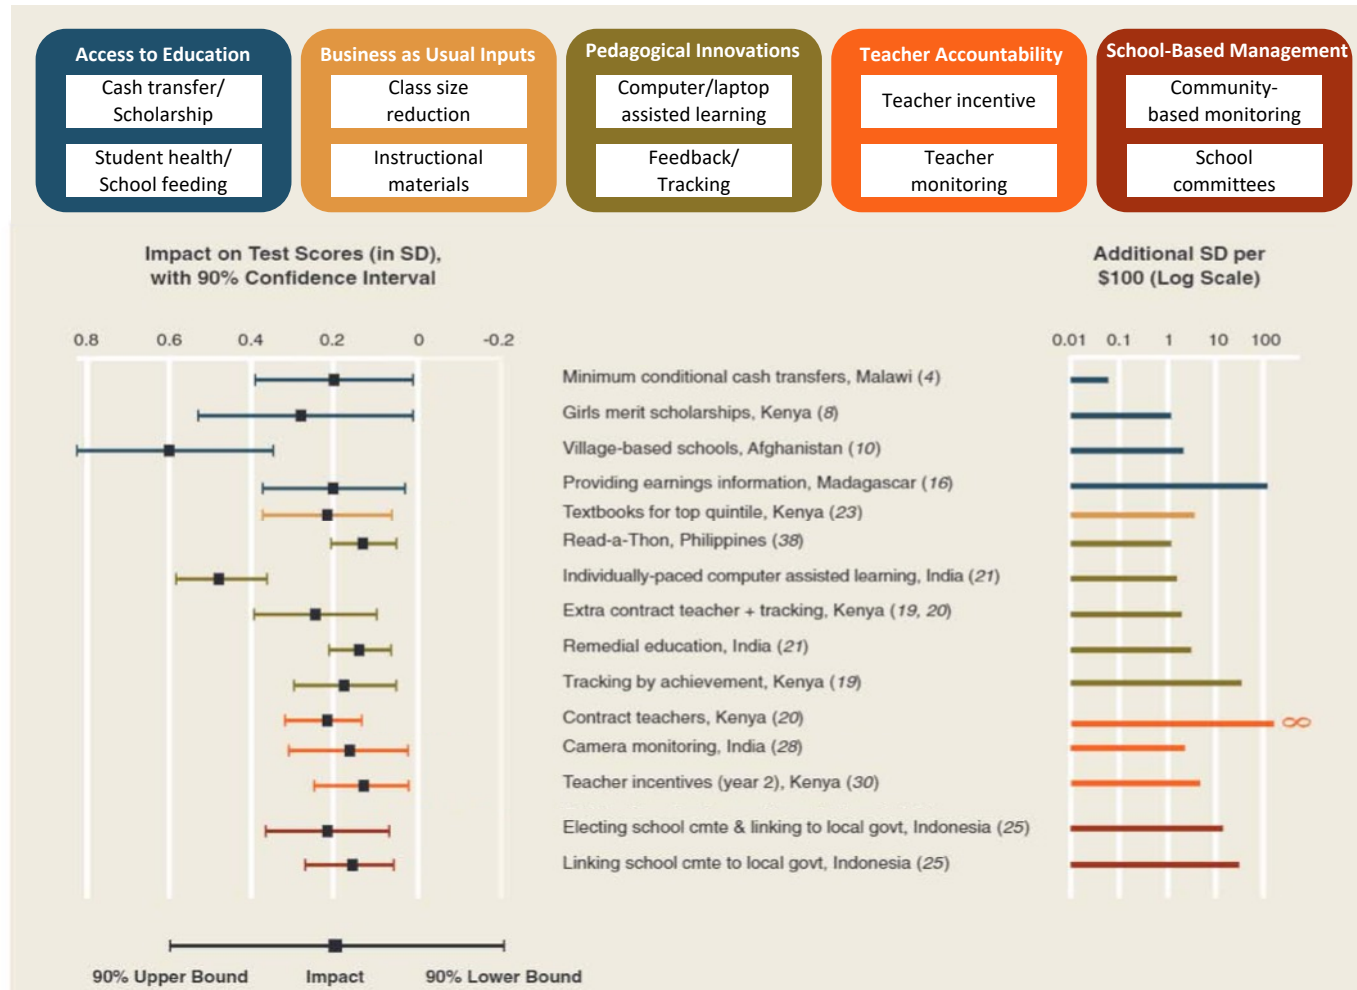 Access to Education
Cash transfer/
Scholarship
Student health/
School feeding
Business as Usual Inputs
Class size
reduction
Instructional
materials
Pedagogical Innovations
Computer/laptop
assisted learning
Feedback/
Tracking
Teacher Accountability
Teacher incentive
Teacher
monitoring
School-Based Management
Community-
based monitoring
School
committees
Impact on Test Scores (in SD),
with 90% Confidence Interval
0.8 0.6 0.4 0.2 0 -0.2
Additional SD per
$100 (Log Scale)
0.01 0.1 1 10 100
Minimum conditional cash transfers, Malawi (4)
Girls merit scholarships, Kenya (8)
Village-based schools, Afghanistan (10)
Providing earnings information, Madagascar (16)
Textbooks for top quintile, Kenya (23)
Read-a-Thon, Philippines (38)
Individually-paced computer assisted learning, India (21)
Extra contract teacher + tracking, Kenya (19, 20)
Remedial education, India (21)
Tracking by achievement, Kenya (19)
Contract teachers, Kenya (20)
∞
Camera monitoring, India (28)
Teacher incentives (year 2), Kenya (30)
Electing school cmte & linking to local govt, Indonesia (25)
Linking school cmte to local govt, Indonesia (25)
90% Upper Bound Impact 90% Lower Bound